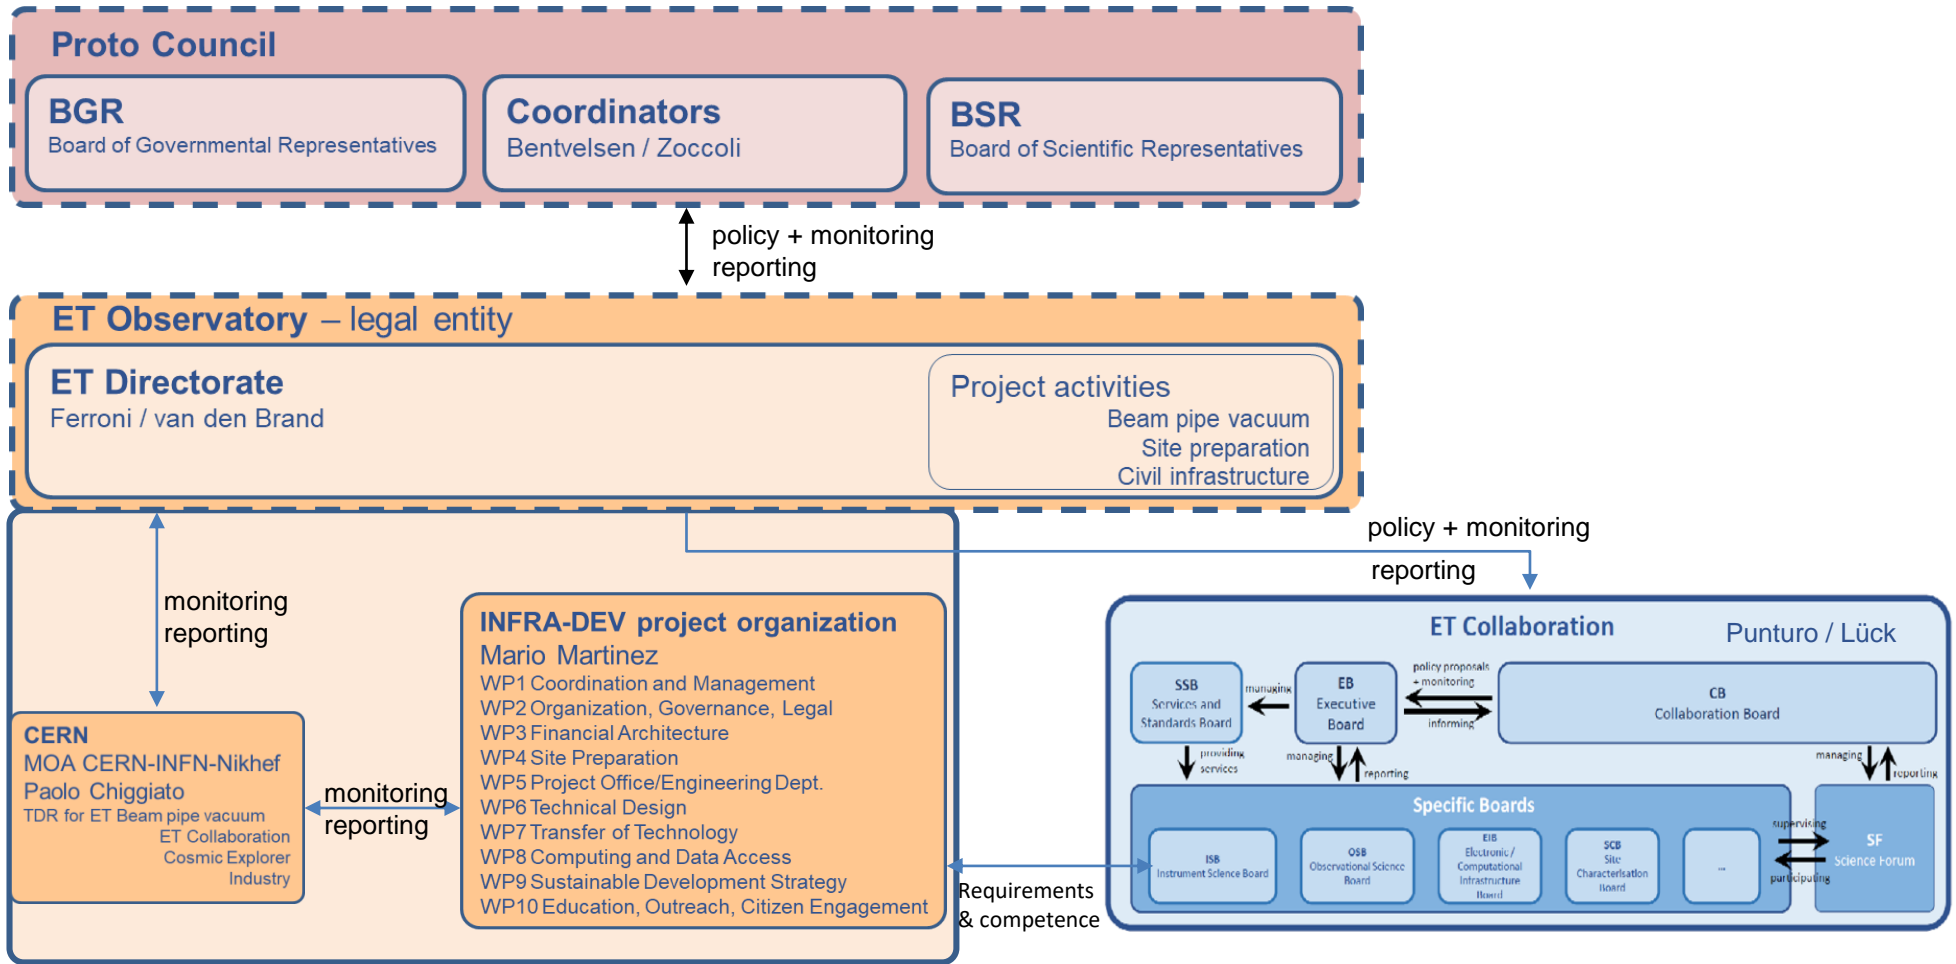 Proto Council
BGR
Board of Governmental Representatives
Coordinators
Bentvelsen / Zoccoli
BSR
Board of Scientific Representatives
policy + monitoring
reporting
ET Observatory – legal entity
ET Directorate
Ferroni / van den Brand
Project activities
Beam pipe vacuum
Site preparation
Civil infrastructure
policy + monitoring
reporting
monitoring
reporting
INFRA-DEV project organization
Mario Martinez
WP1 Coordination and Management
WP2 Organization, Governance, Legal
WP3 Financial Architecture
WP4 Site Preparation
WP5 Project Office/Engineering Dept.
WP6 Technical Design
WP7 Transfer of Technology
WP8 Computing and Data Access
WP9 Sustainable Development Strategy
WP10 Education, Outreach, Citizen Engagement
CERN
MOA CERN-INFN-Nikhef
Paolo Chiggiato
TDR for ET Beam pipe vacuum
ET Collaboration
Cosmic Explorer
Industry
monitoring
reporting
Requirements
& competence
ET Collaboration
Punturo / Lück
SSB
Services and
Standards Board
managing
EB
Executive
Board
policy proposals
+ monitoring
informing
CB
Collaboration Board
providing
services
managing
reporting
managing
reporting
Specific Boards
ISB
Instrument Science Board
OSB
Observational Science
Board
EIB
Electronic /
Computational
Infrastructure
Board
SCB
Site
Characterisation
Board
...
supervising
participating
SF
Science Forum